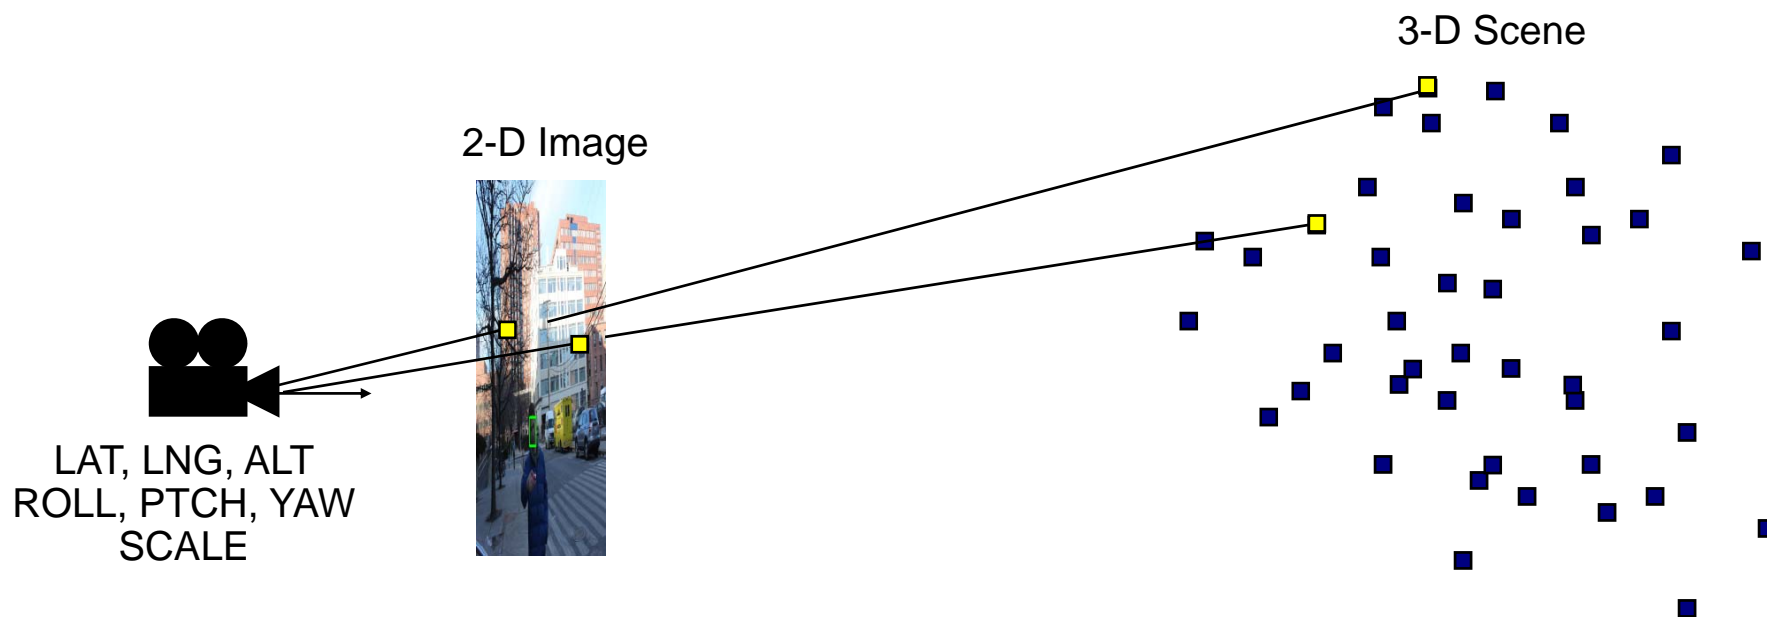 3-D Scene
2-D Image
LAT, LNG, ALT
ROLL, PTCH, YAW
SCALE